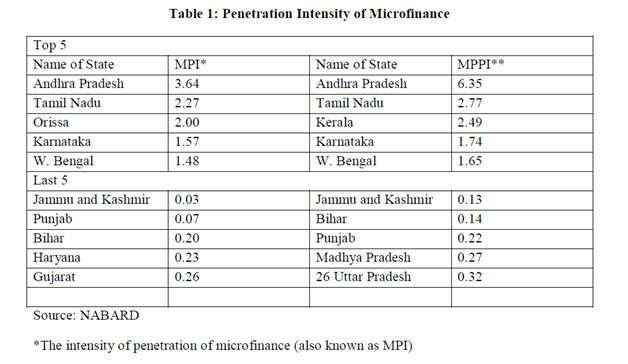 Table 1: Penetration Intensity of Microfinance
Top 5
Name of State MPI* Name of State MPPI**
Andhra Pradesh 3.64 Andhra Pradesh 6.35
Tamil Nadu 2.27 Tamil Nadu 2.77
Orissa 2.00 Kerala 2.49
Karnataka 1.57 Karnataka 1.74
W. Bengal 1.48 W. Bengal 1.65
Last 5
Jammu and Kashmir 0.03 Jammu and Kashmir 0.13
Punjab 0.07 Bihar 0.14
Bihar 0.20 Punjab 0.22
Haryana 0.23 Madhya Pradesh 0.27
Gujarat 0.26 26 Uttar Pradesh 0.32
Source: NABARD
*The intensity of penetration of microfinance (also known as MPI)